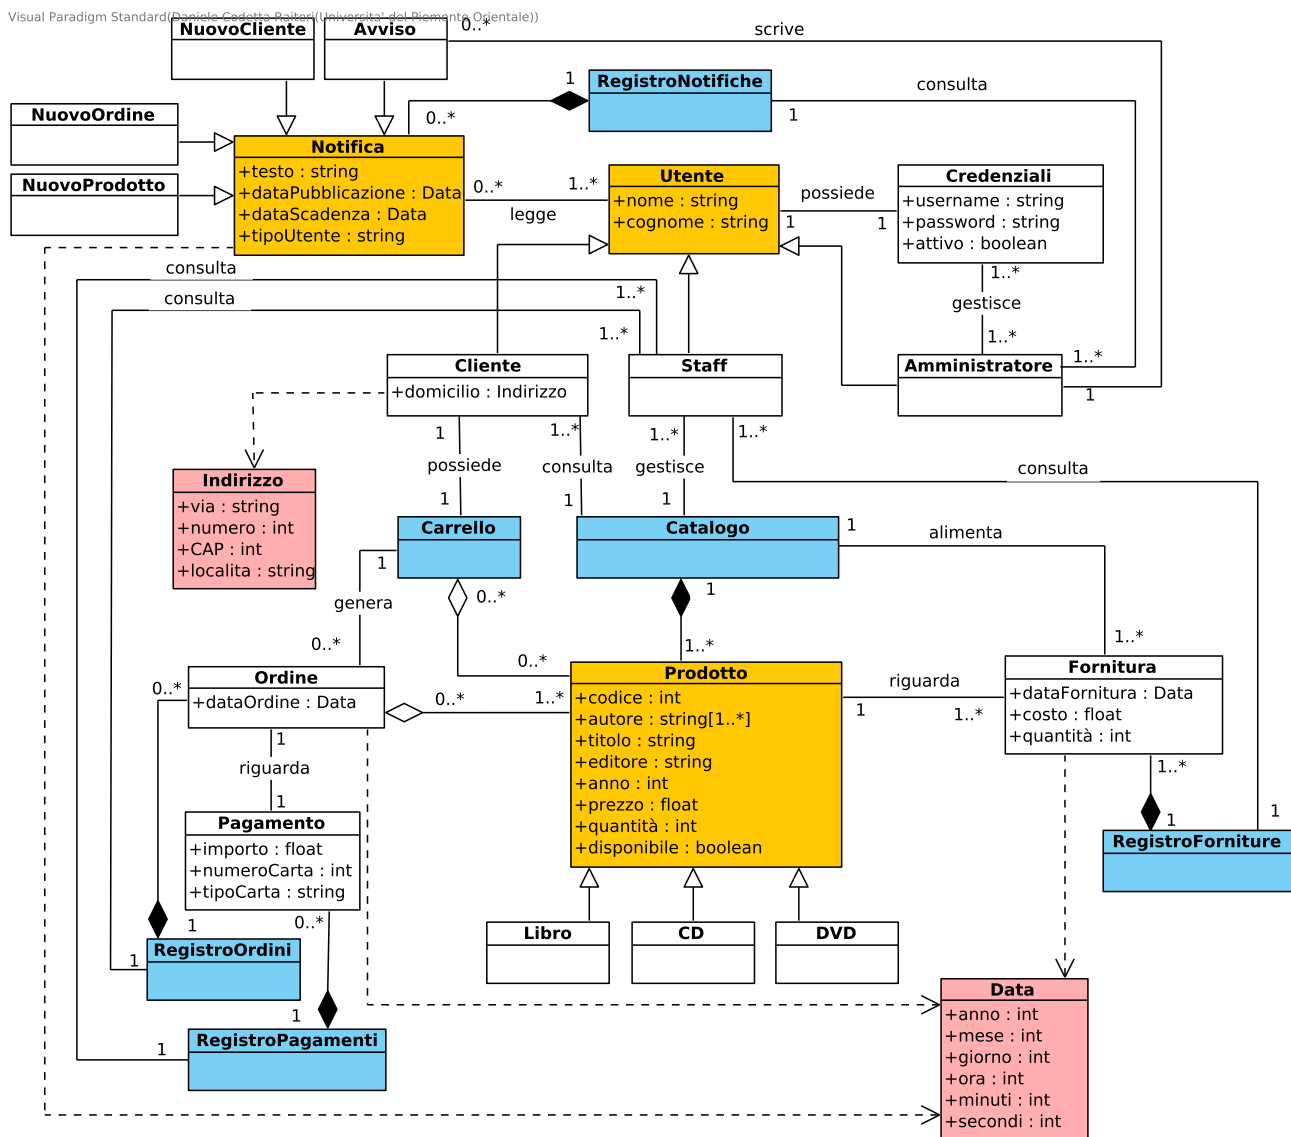 Visual Paradigm Standard(Daniele Codetta Raiteri(Universita' del Piemonte Orientale))
NuovoCliente
Avviso
0..*
scrive
1
RegistroNotifiche
consulta
1
NuovoOrdine
0..*
Notifica
+testo : string
+dataPubblicazione : Data
+dataScadenza : Data
+tipoUtente : string
NuovoProdotto
0..*
1..*
legge
Utente
+nome : string
+cognome : string
possiede
1
1
Credenziali
+username : string
+password : string
+attivo : boolean
consulta
1..*
consulta
1..*
1..*
gestisce
1..*
1..*
1
Cliente
+domicilio : Indirizzo
Staff
Amministratore
1
possiede
1
1..*
consulta
1
1..*
gestisce
1
1..*
consulta
Indirizzo
+via : string
+numero : int
+CAP : int
+localita : string
Carrello
Catalogo
1
alimenta
1
genera
0..*
0..*
1
0..*
1..*
1..*
Ordine
+dataOrdine : Data
0..*
0..*
1..*
Prodotto
+codice : int
+autore : string[1..*]
+titolo : string
+editore : string
+anno : int
+prezzo : float
+quantità : int
+disponibile : boolean
riguarda
1
1..*
Fornitura
+dataFornitura : Data
+costo : float
+quantità : int
1
riguarda
1
1..*
1
1
Pagamento
+importo : float
+numeroCarta : int
+tipoCarta : string
RegistroForniture
0..*
1
Libro
CD
DVD
RegistroOrdini
1
1
RegistroPagamenti
1
Data
+anno : int
+mese : int
+giorno : int
+ora : int
+minuti : int
+secondi : int